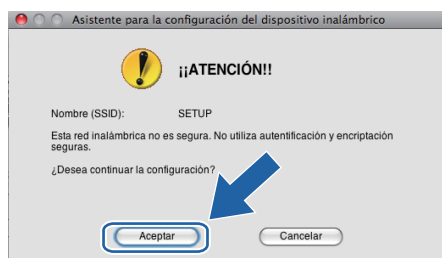 Asistente para la configuración del dispositivo inalámbrico
¡¡ATENCIÓN!!
Nombre (SSID): SETUP
Esta red inalámbrica no es segura. No utiliza autentificación y encriptación
seguras.
¿Desea continuar la configuración?
Aceptar Cancelar